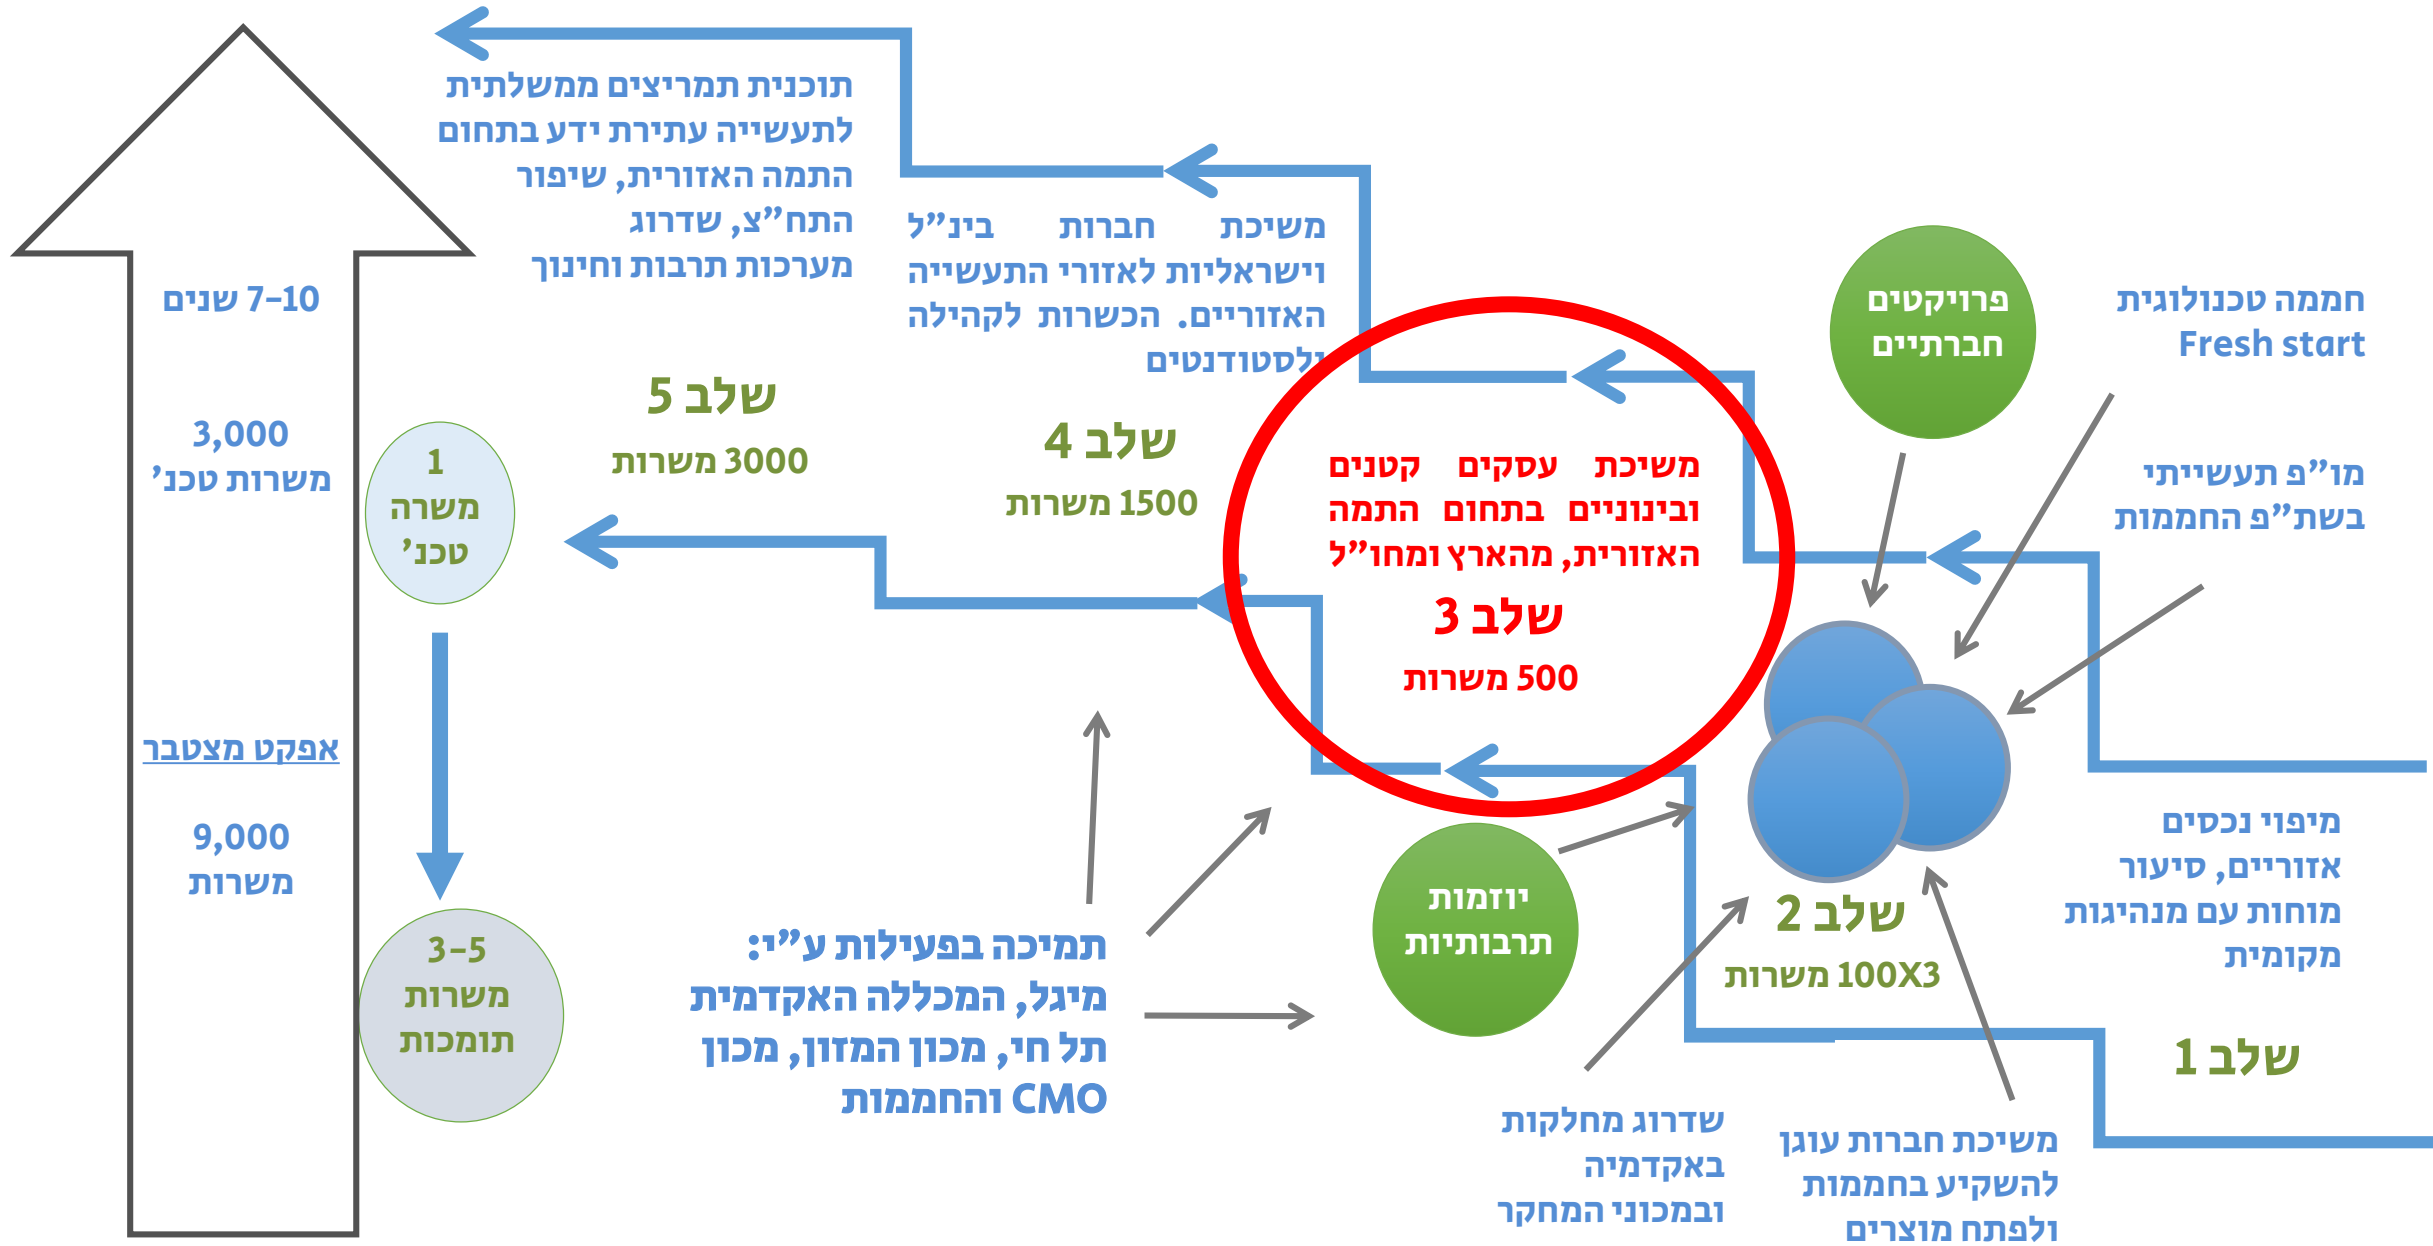 תוכנית תמריצים ממשלתית
לתעשייה עתירת ידע בתחום
התמה האזורית, שיפור
התח"צ, שדרוג
מערכות תרבות וחינוך
משיכת חברות בינ"ל
וישראליות לאזורי התעשייה
האזוריים. הכשרות לקהילה
ולסטודנטים
פרויקטים
חברתיים
חממה טכנולוגית
Fresh start
מו"פ תעשייתי
בשת"פ החממות
7-10 שנים
3,000
משרות טכנ'
אפקט מצטבר
9,000
משרות
1
משרה
טכנ'
3-5
משרות
תומכות
שלב 5
3000 משרות
שלב 4
1500 משרות
משיכת עסקים קטנים
ובינוניים בתחום התמה
האזורית, מהארץ ומחו"ל
שלב 3
500 משרות
יוזמות
תרבותיות
שלב 2
100X3 משרות
מיפוי נכסים
אזוריים, סיעור
מוחות עם מנהיגות
מקומית
שלב 1
תמיכה בפעילות ע"י:
מיגל, המכללה האקדמית
תל חי, מכון המזון, מכון
CMO והחממות
שדרוג מחלקות
באקדמיה
ובמכוני המחקר
משיכת חברות עוגן
להשקיע בחממות
ולפתח מוצרים